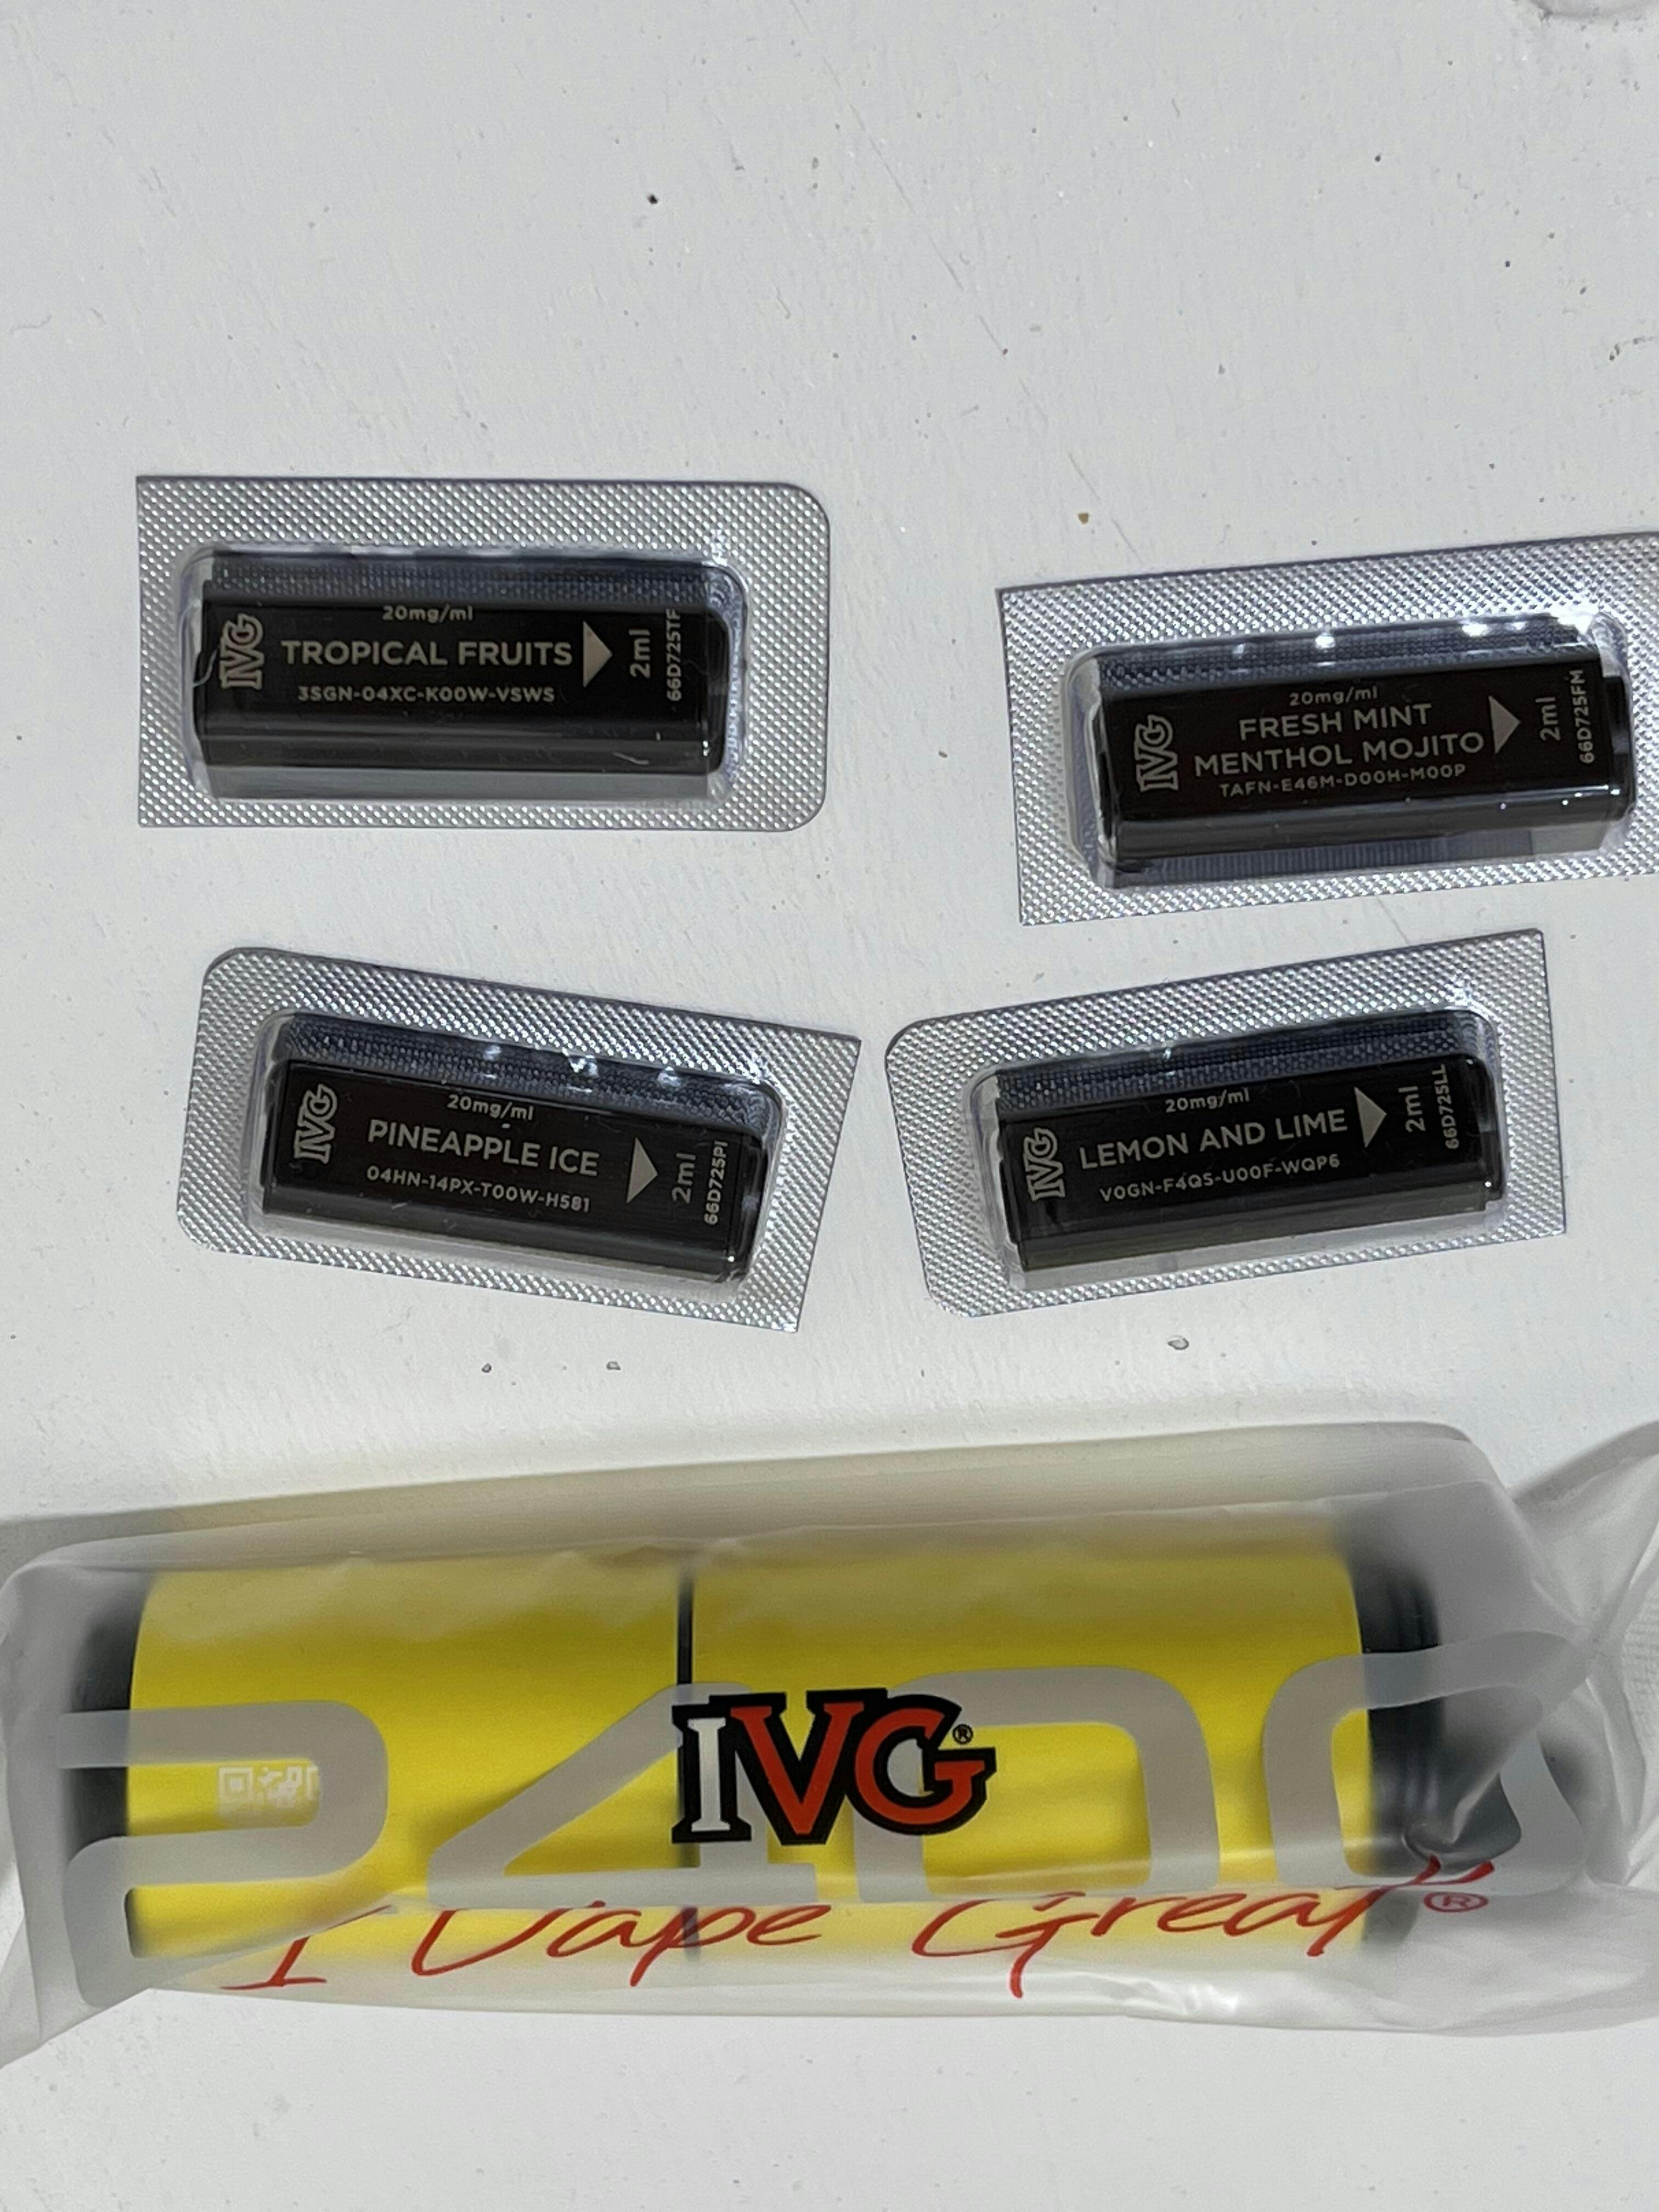 IVG
20mg/ml
TROPICAL FRUITS
3SGN-04XC-K00W-VSWS
2ml
66D725TF
IVG
20mg/ml
FRESH MINT
MENTHOL MOJITO
TAFN-E46M-D00H-M00P
2ml
66D725FM
IVG
20mg/ml
PINEAPPLE ICE
04HN-14PX-T00W-H581
2ml
66D725PI
IVG
20mg/ml
LEMON AND LIME
V0GN-F4QS-U00F-WQP6
2ml
66D725LL
2400
IVG®
I Vape Great®